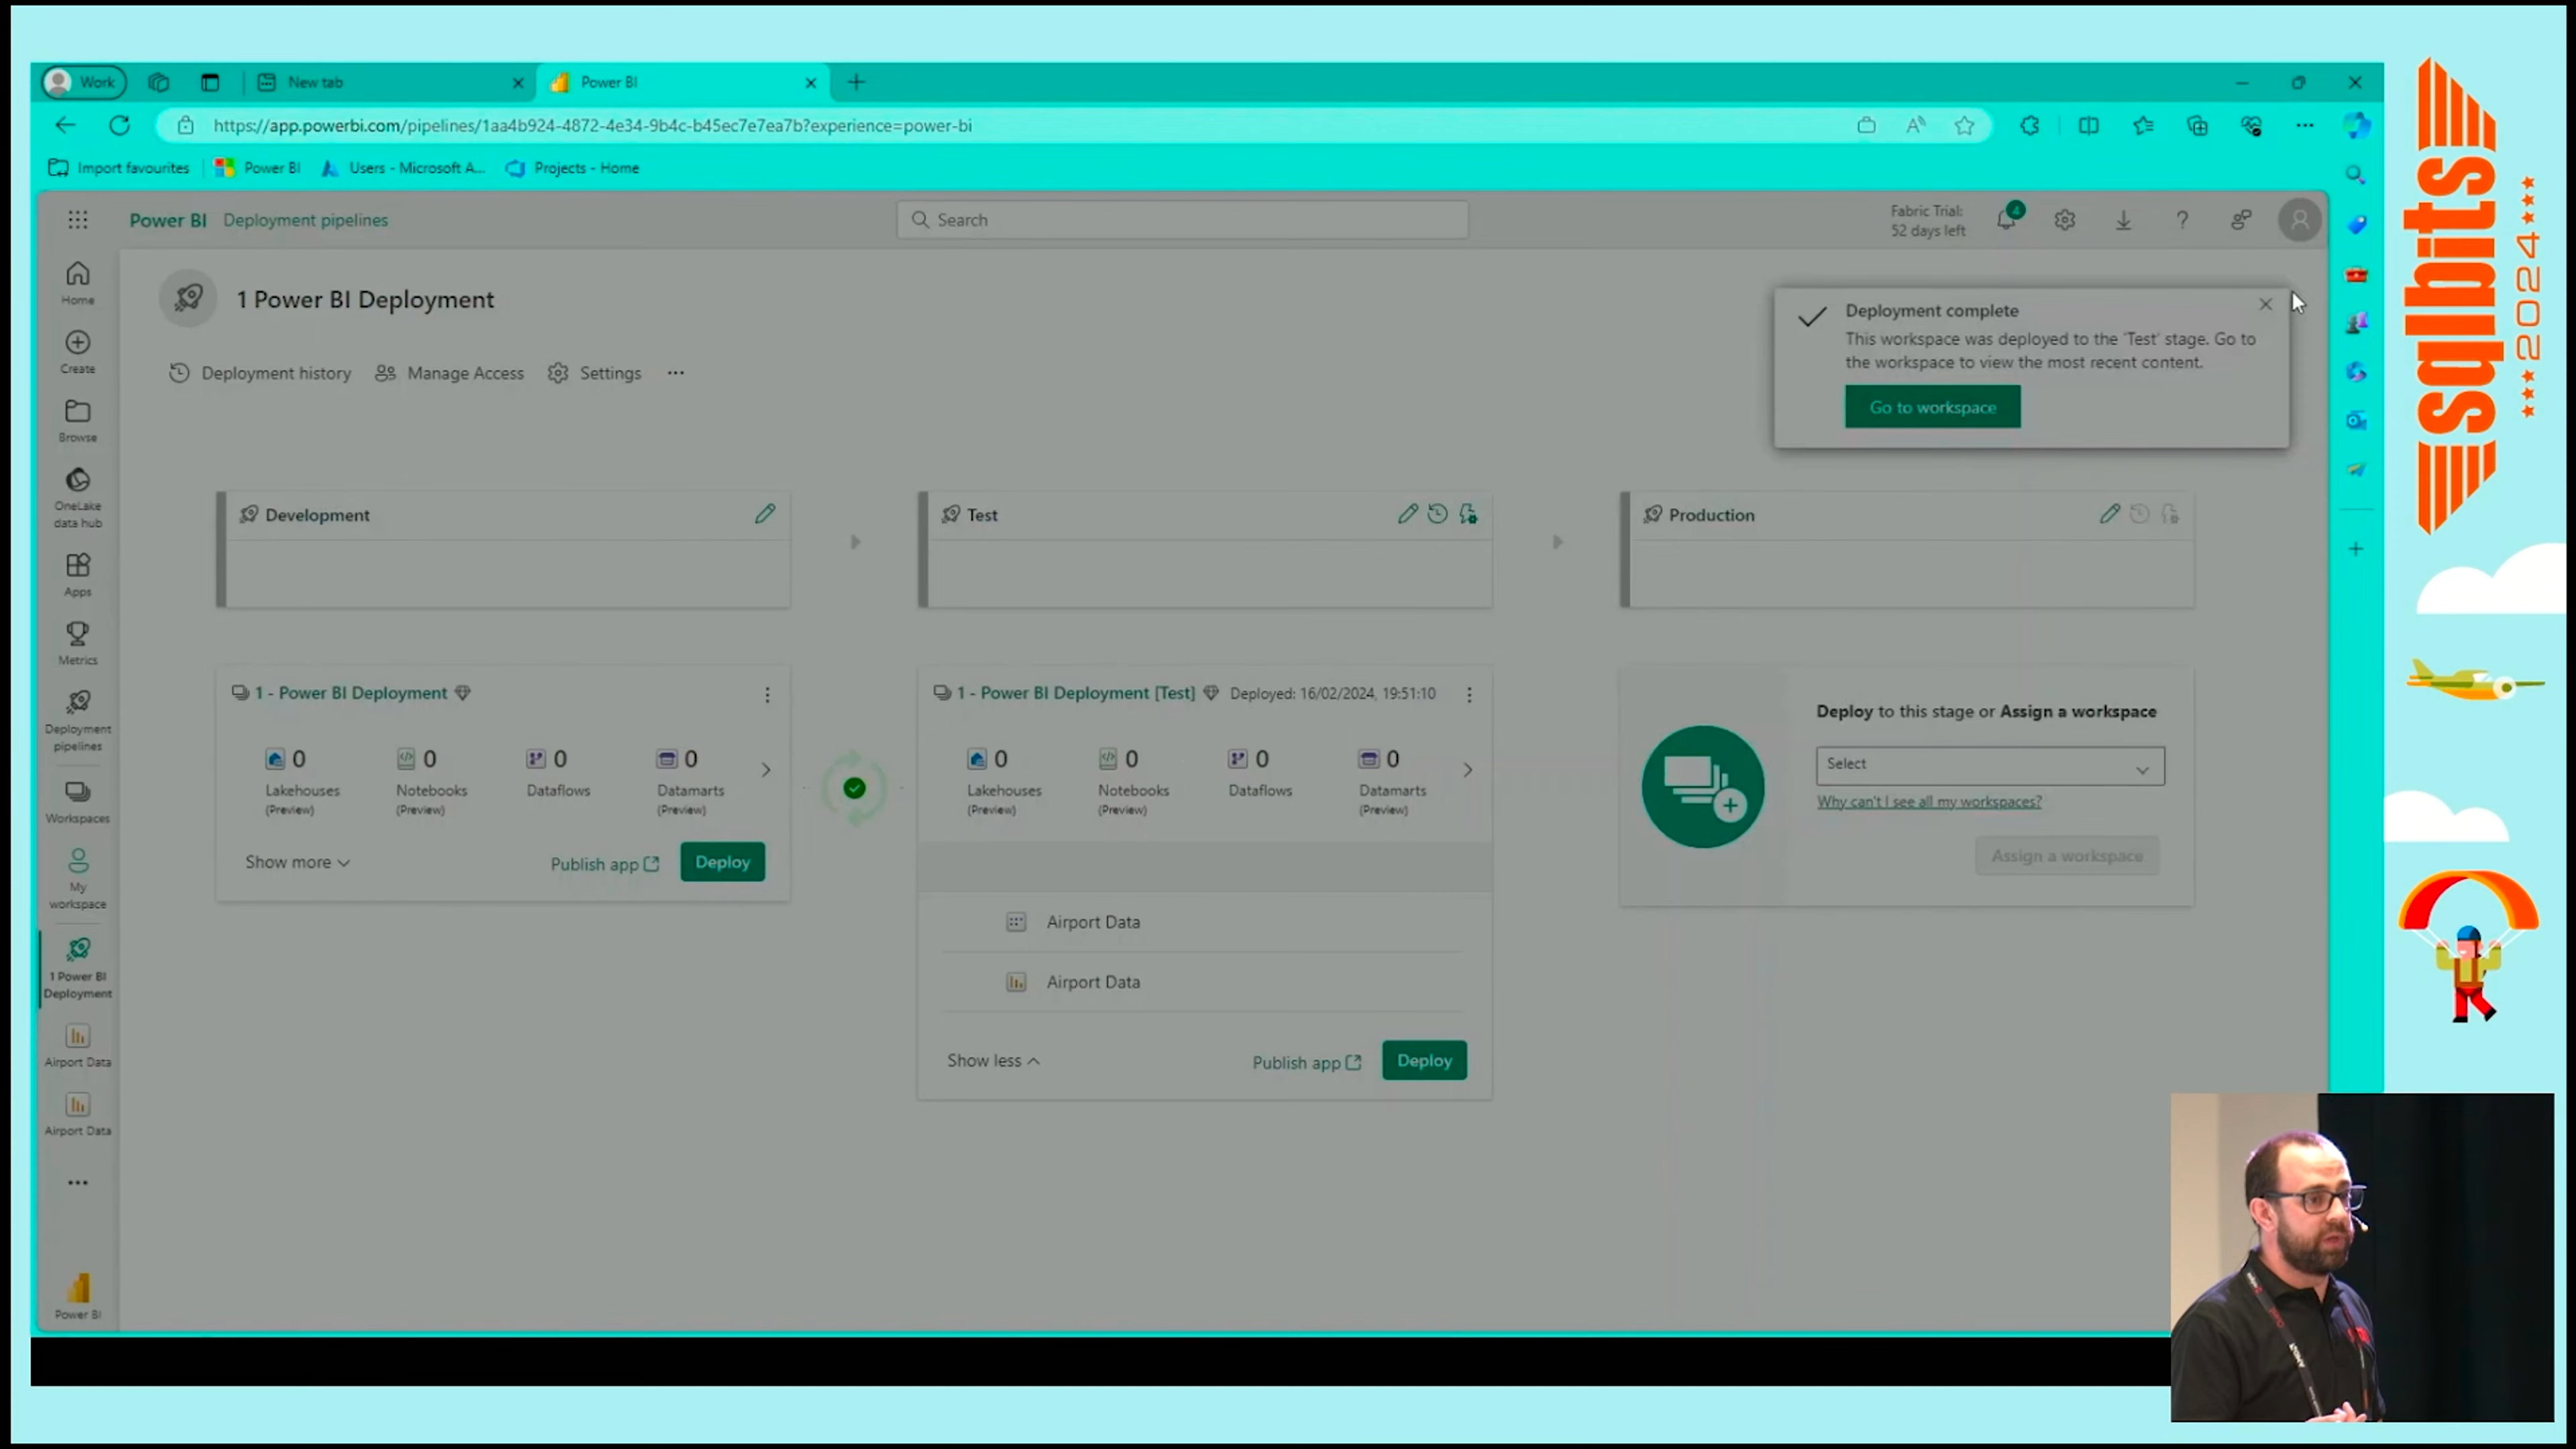 Work
New tab
Power BI
https://app.powerbi.com/pipelines/1aa4b924-4872-4e34-9b4c-b45ec7e7ea7b?experience=power-bi
Import favourites
Power BI
Users - Microsoft A...
Projects - Home
Power BI Deployment pipelines
Search
Fabric Trial:
52 days left
4
Home
Create
Browse
OneLake
data hub
Apps
Metrics
Deployment
pipelines
Workspaces
My
workspace
1 Power BI
Deployment
Airport Data
Airport Data
Power BI
1 Power BI Deployment
Deployment history
Manage Access
Settings
Deployment complete
This workspace was deployed to the 'Test' stage. Go to
the workspace to view the most recent content.
Go to workspace
Development
Test
Production
1 - Power BI Deployment
0
0
0
0
Lakehouses
(Preview)
Notebooks
(Preview)
Dataflows
Datamarts
(Preview)
Show more
Publish app
Deploy
1 - Power BI Deployment [Test]
Deployed: 16/02/2024, 19:51:10
0
0
0
0
Lakehouses
(Preview)
Notebooks
(Preview)
Dataflows
Datamarts
(Preview)
Airport Data
Airport Data
Show less
Publish app
Deploy
Deploy to this stage or Assign a workspace
Select
Why can't I see all my workspaces?
Assign a workspace
sqlbits
2024